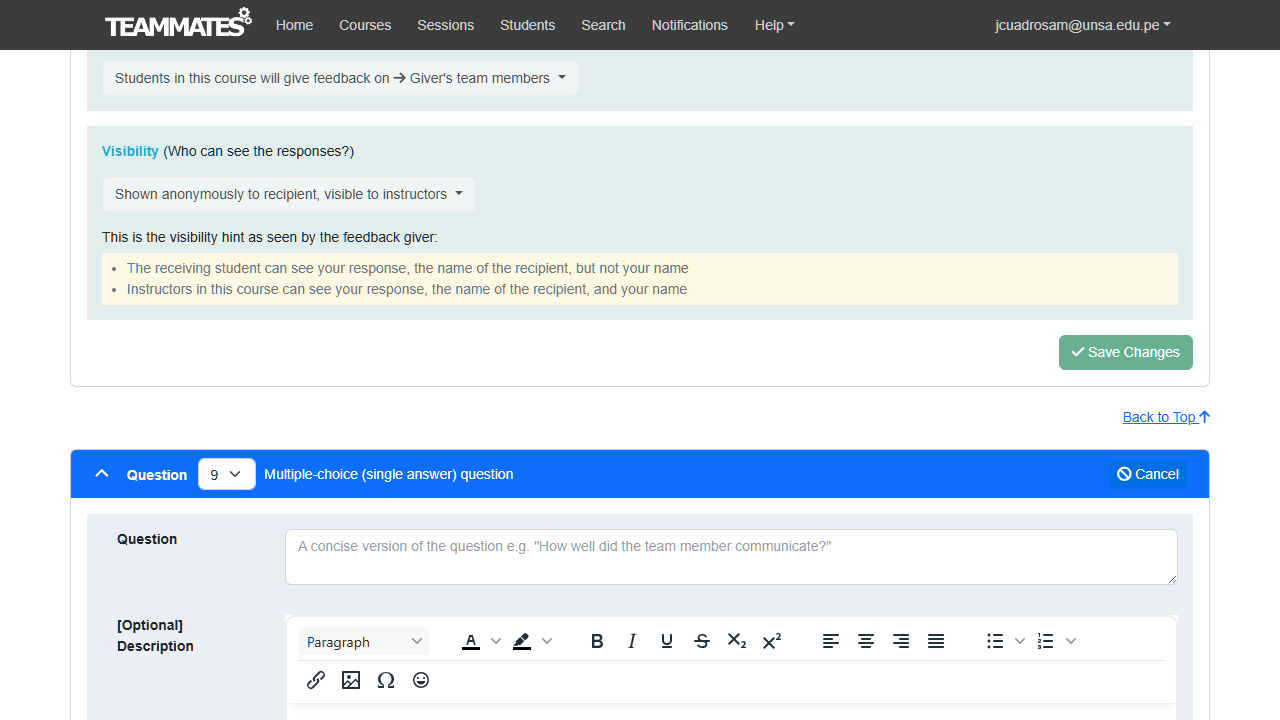 TEAMMATES Home Courses Sessions Students Search Notifications Help jcuadrosam@unsa.edu.pe
Students in this course will give feedback on → Giver's team members
Visibility (Who can see the responses?)
Shown anonymously to recipient, visible to instructors
This is the visibility hint as seen by the feedback giver:
• The receiving student can see your response, the name of the recipient, but not your name
• Instructors in this course can see your response, the name of the recipient, and your name
Save Changes
Back to Top
Question 9 Multiple-choice (single answer) question Cancel
Question A concise version of the question e.g. "How well did the team member communicate?"
[Optional]
Description
Paragraph A B I U S X₂ X²
Ω